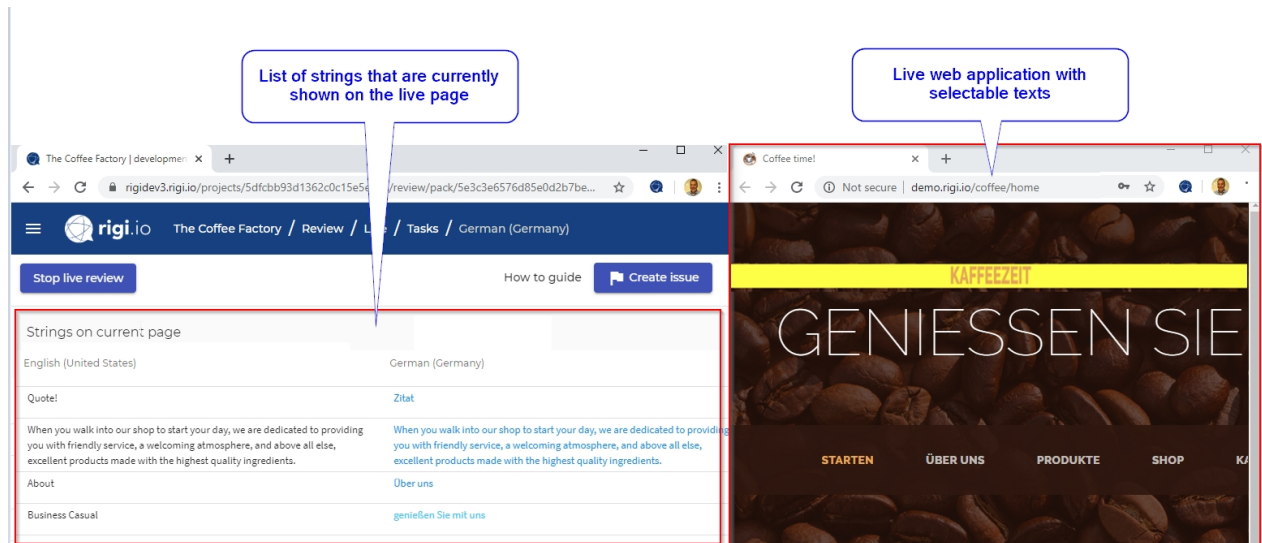 List of strings that are currently
shown on the live page
Live web application with
selectable texts
The Coffee Factory | developmen
rigidev3.rigi.io/projects/5dfcbb93d1362c0c15e5e /review/pack/5e3c3e6576d85e0d2b7be...
rigi.io The Coffee Factory / Review / L e / Tasks / German (Germany)
Stop live review
How to guide
Create issue
Strings on current page
English (United States) German (Germany)
Quote! Zitat
When you walk into our shop to start your day, we are dedicated to providing
you with friendly service, a welcoming atmosphere, and above all else,
excellent products made with the highest quality ingredients.
When you walk into our shop to start your day, we are dedicated to providing
you with friendly service, a welcoming atmosphere, and above all else,
excellent products made with the highest quality ingredients.
About Über uns
Business Casual genießen Sie mit uns
Coffee time!
Not secure | demo.rigi.io/coffee/home
KAFFEEZEIT
GENIESSEN SIE
STARTEN ÜBER UNS PRODUKTE SHOP